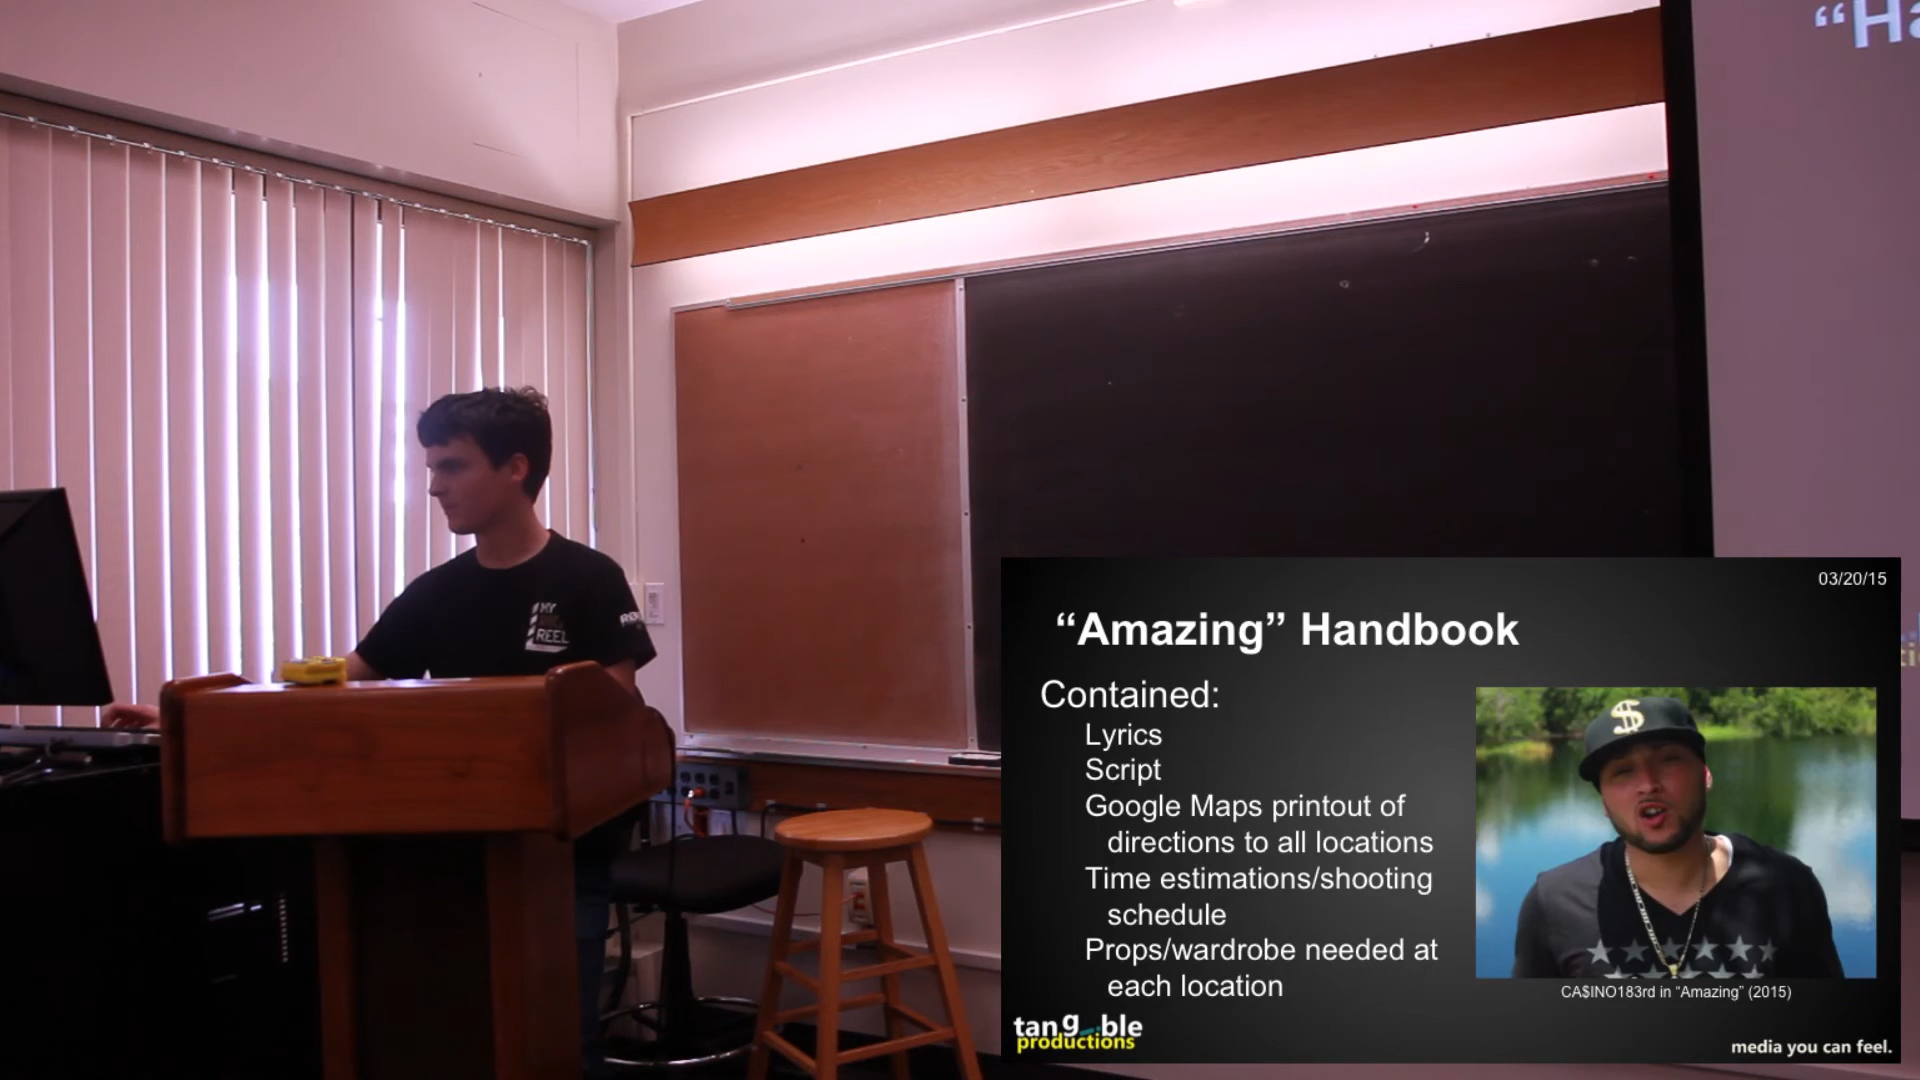 “Ha
MY
REEL
03/20/15
“Amazing” Handbook
Contained:
Lyrics
Script
Google Maps printout of
directions to all locations
Time estimations/shooting
schedule
Props/wardrobe needed at
each location
CA$INO183rd in “Amazing” (2015)
tangible
productions
media you can feel.